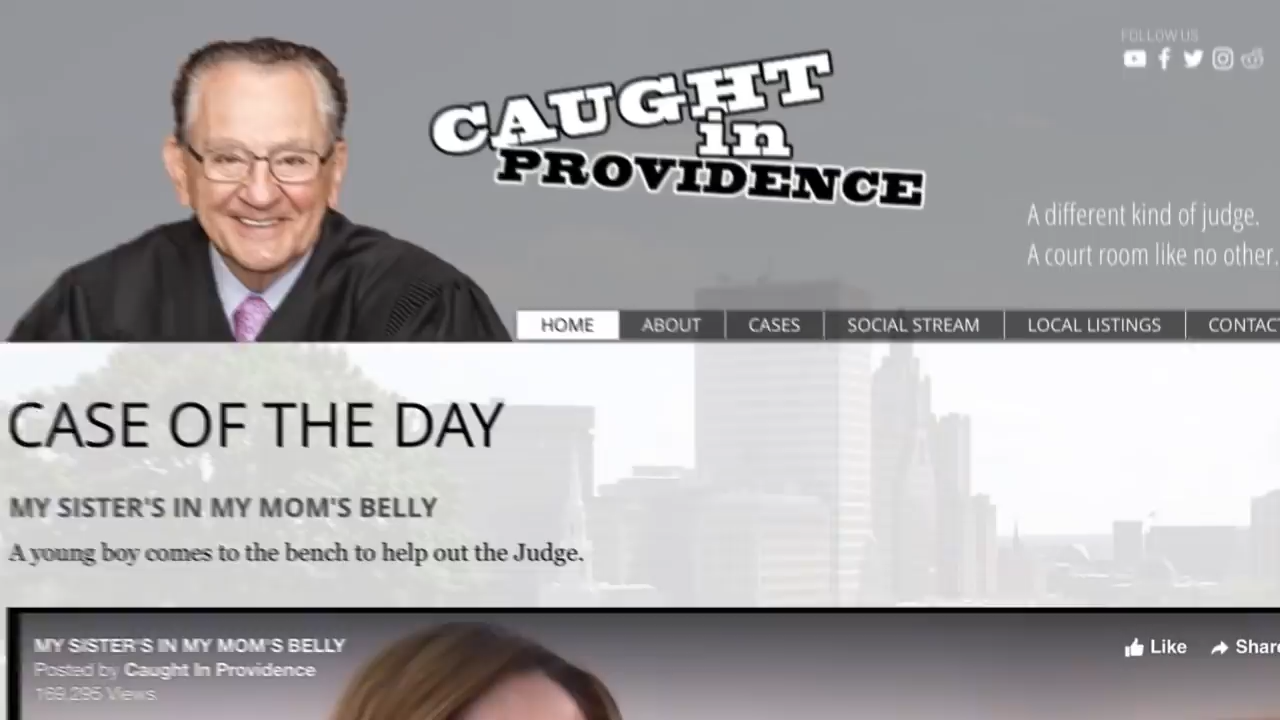 FOLLOW US
CAUGHT
in
PROVIDENCE
A different kind of judge.
A court room like no other.
HOME ABOUT CASES SOCIAL STREAM LOCAL LISTINGS CONTAC
CASE OF THE DAY
MY SISTER'S IN MY MOM'S BELLY
A young boy comes to the bench to help out the Judge.
MY SISTER'S IN MY MOM'S BELLY
Like Share
Posted by Caught In Providence
169,295 Views